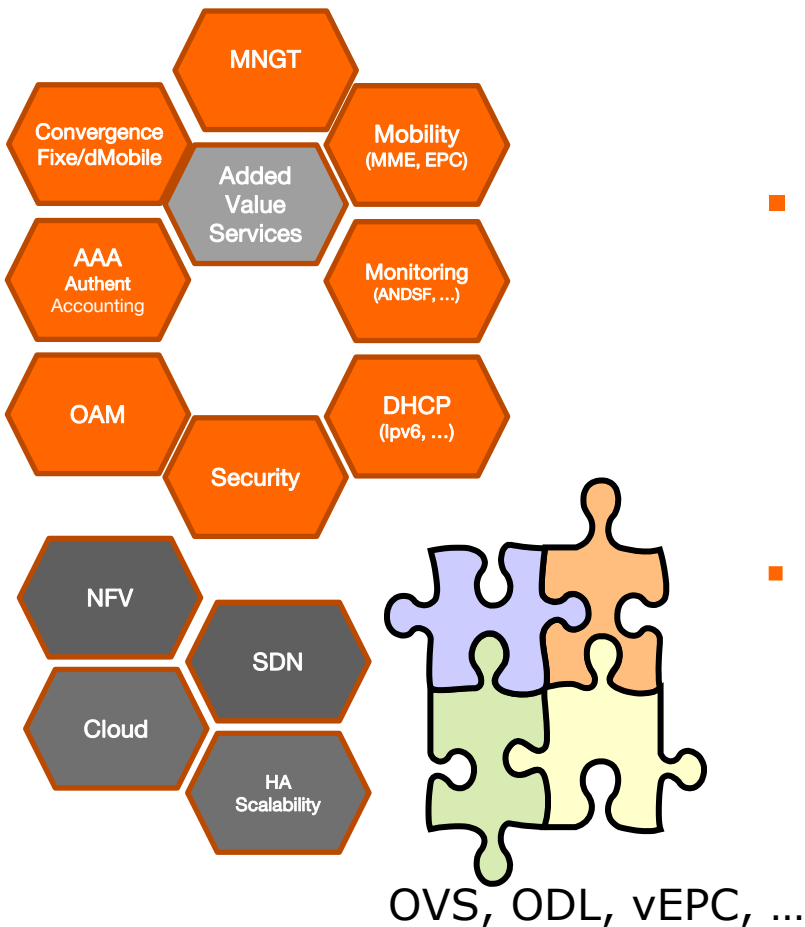 MNGT
Convergence
Fixe/dMobile
Mobility
(MME, EPC)
Added
Value
Services
AAA
Authent
Accounting
Monitoring
(ANDSF, ...)
OAM
DHCP
(Ipv6, ...)
Security
NFV
SDN
Cloud
HA
Scalability
OVS, ODL, vEPC, ...